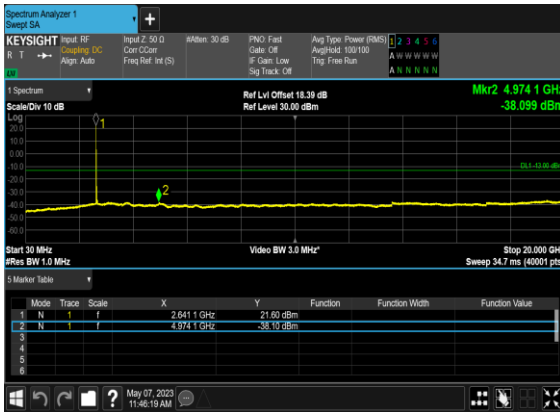 Spectrum Analyzer 1
Swept SA
+
KEYSIGHT
R T
Input: RF
Coupling: DC
Align: Auto
Input Z: 50 Ω
Corr CCorr
Freq Ref: Int (S)
#Atten: 30 dB
PNO: Fast
Gate: Off
IF Gain: Low
Sig Track: Off
Avg Type: Power (RMS)
Avg|Hold: 100/100
Trig: Free Run
1 2 3 4 5 6
A W W W W W
A N N N N N
1 Spectrum
Scale/Div 10 dB
Ref Lvl Offset 18.39 dB
Ref Level 30.00 dBm
Mkr2 4.974 1 GHz
-38.099 dBm
Log
20.0
10.0
0.00
-10.0
-20.0
-30.0
-40.0
-50.0
-60.0
1
2
DL1 -13.00 dBm
Start 30 MHz
#Res BW 1.0 MHz
Video BW 3.0 MHz*
Stop 20.000 GHz
Sweep 34.7 ms (40001 pts)
5 Marker Table
Mode Trace Scale X Y Function Function Width Function Value
1 N 1 f 2.641 1 GHz 21.60 dBm
2 N 1 f 4.974 1 GHz -38.10 dBm
3
4
5
6
?
May 07, 2023
11:46:19 AM